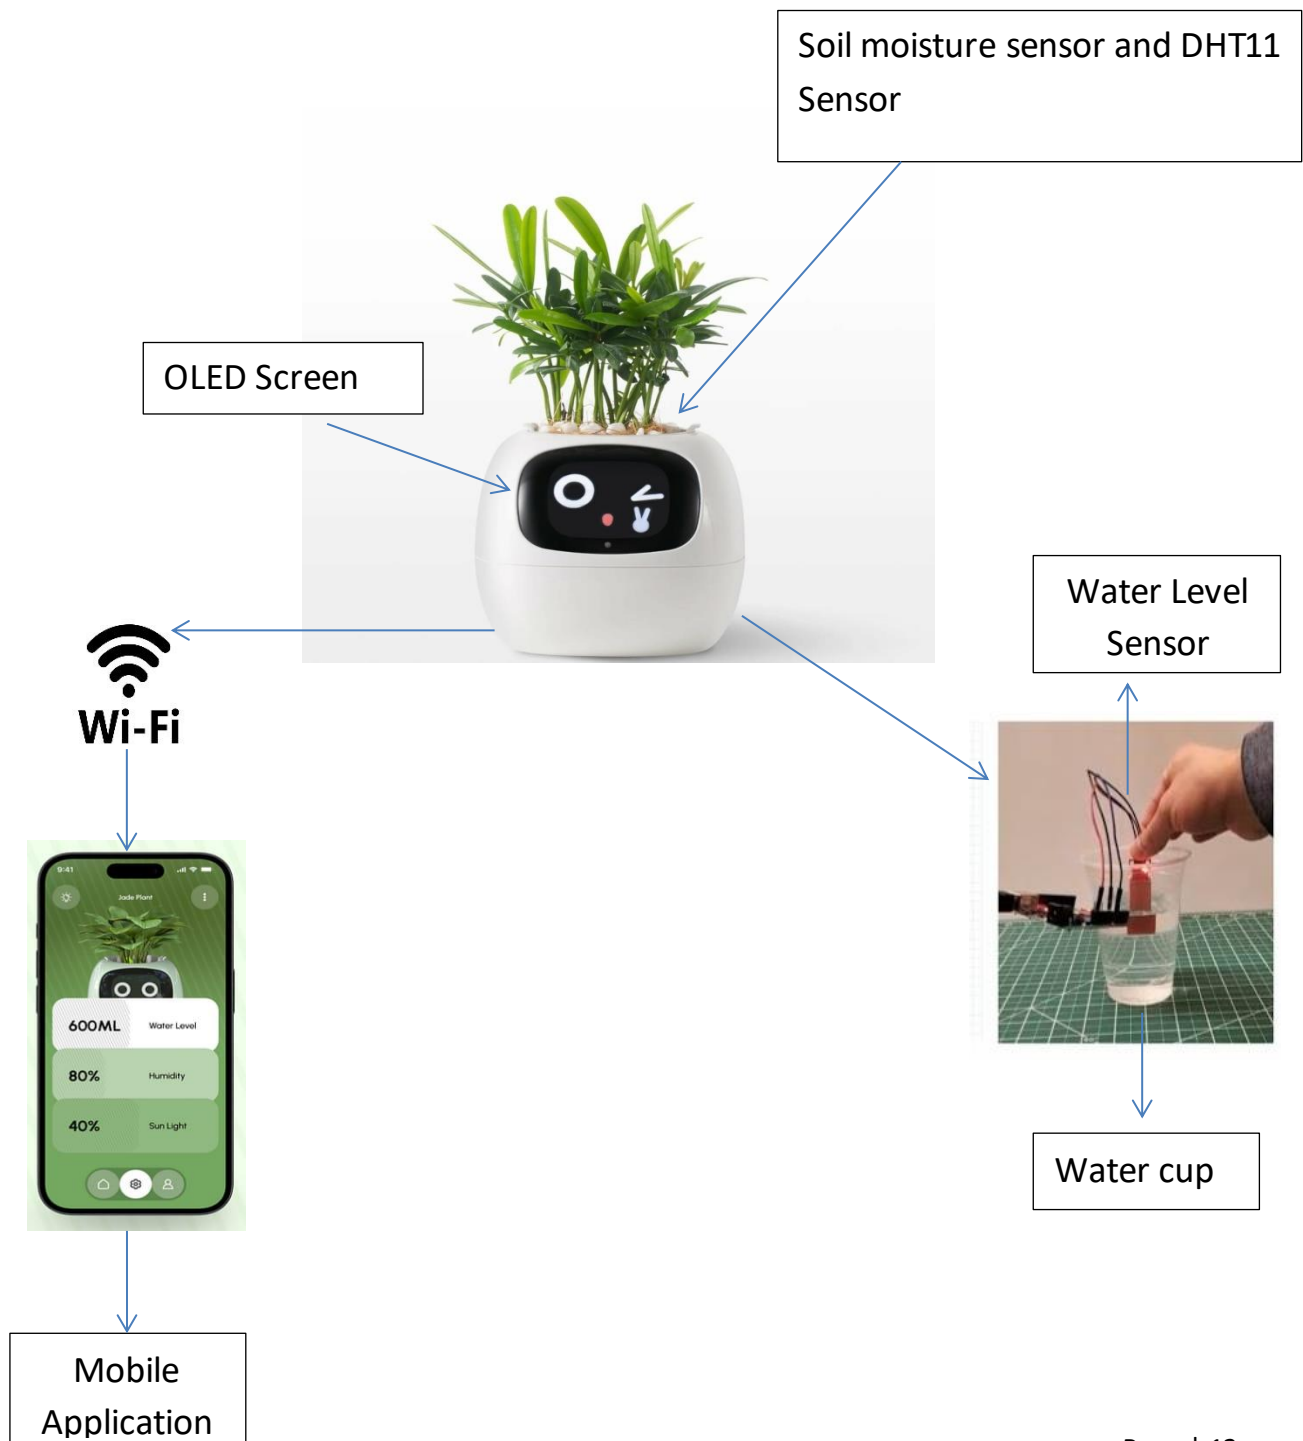 Soil moisture sensor and DHT11
Sensor
OLED Screen
Water Level
Sensor
Wi-Fi
9:41
Jade Plant
600ML
Water Level
80%
Humidity
40%
Sun Light
Water cup
Mobile
Application